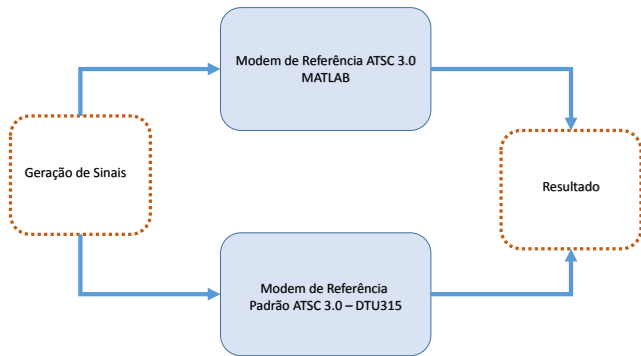 Modem de Referência ATSC 3.0
MATLAB
Geração de Sinais
Resultado
Modem de Referência
Padrão ATSC 3.0 – DTU315